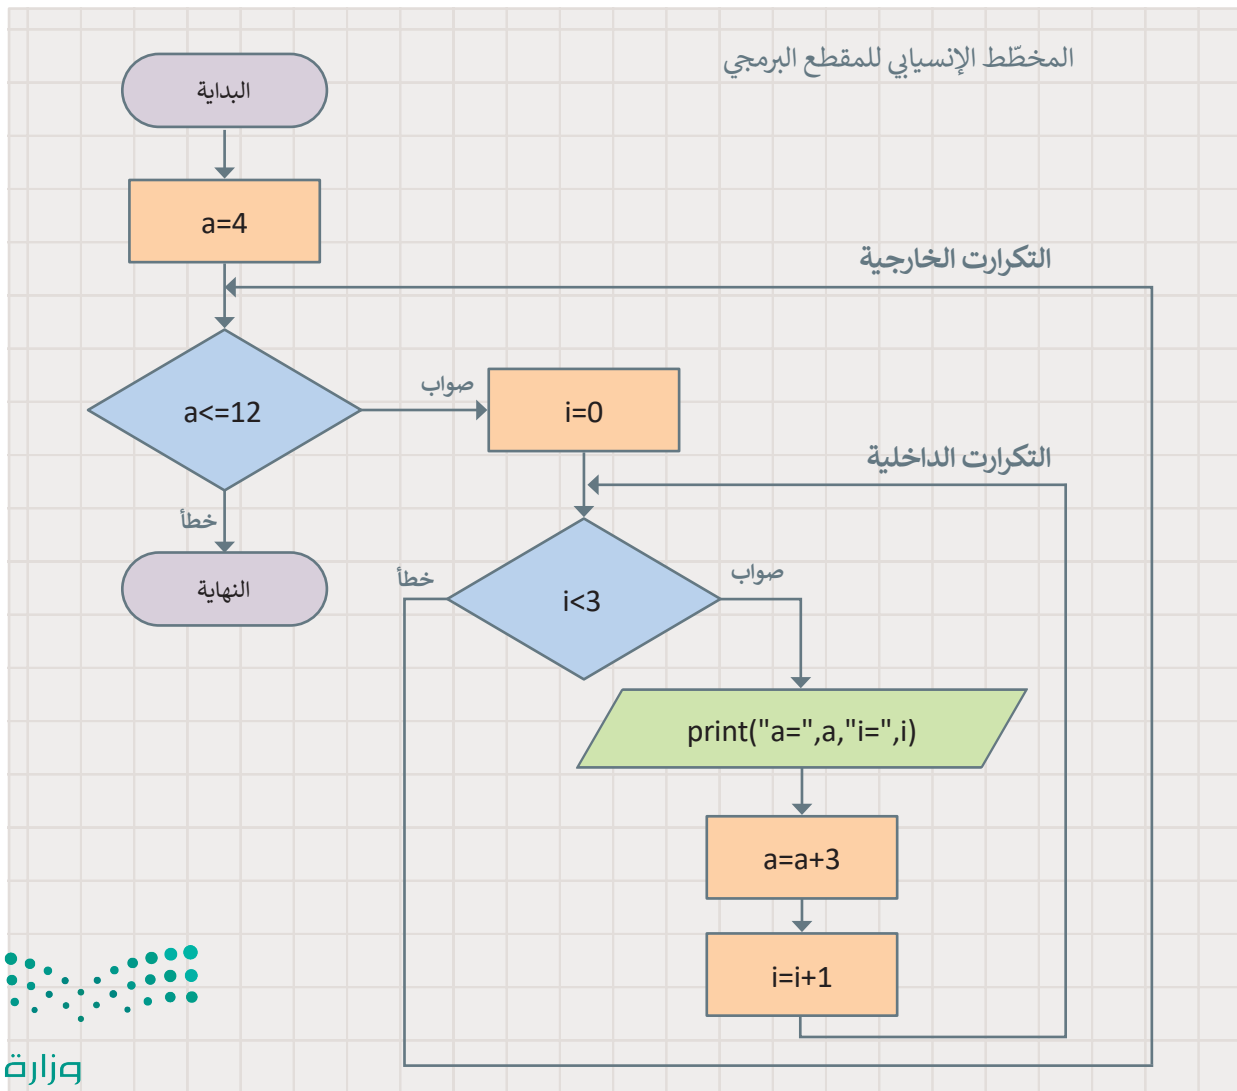 المخطّط الإنسيابي للمقطع البرمجي
البداية
a=4
التكرارت الخارجية
a<=12
صواب
i=0
التكرارت الداخلية
خطأ
النهاية
خطأ
i<3
صواب
print("a=",a,"i=",i)
a=a+3
i=i+1
وزارة